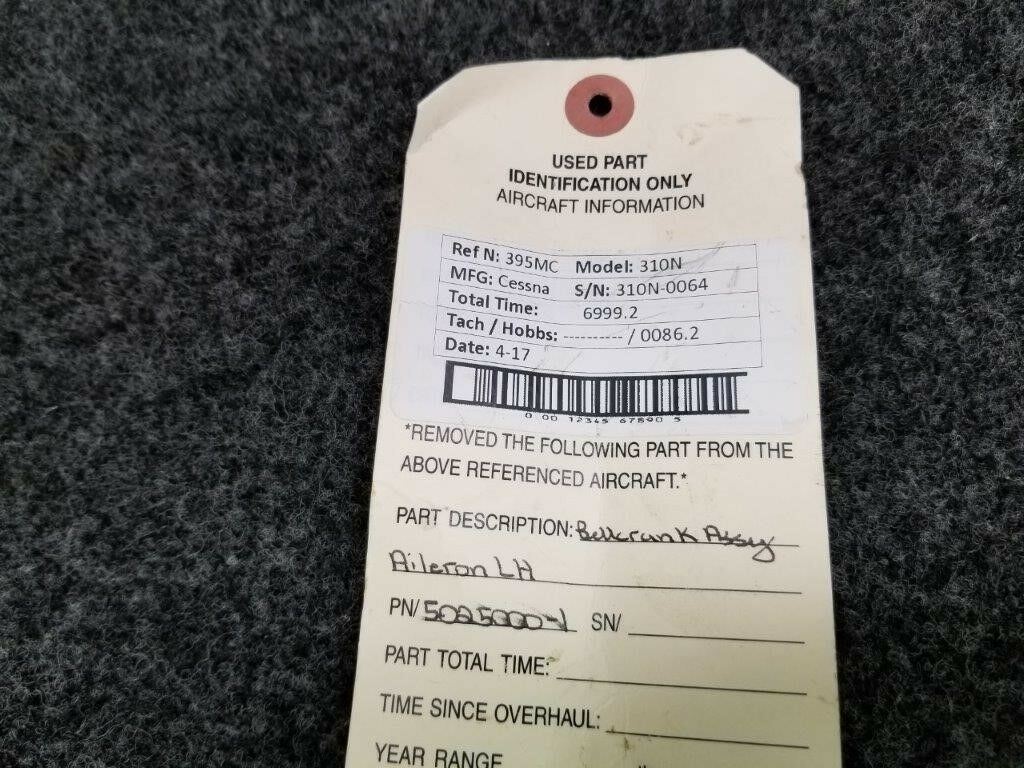 USED PART
IDENTIFICATION ONLY
AIRCRAFT INFORMATION
Ref N: 395MC Model: 310N
MFG: Cessna S/N: 310N-0064
Total Time: 6999.2
Tach / Hobbs: ---------- / 0086.2
Date: 4-17
0 00 12345 67890 5
*REMOVED THE FOLLOWING PART FROM THE
ABOVE REFERENCED AIRCRAFT.*
PART DESCRIPTION: Bellcrank Assy
Aileron LH
PN/ 5025000-1 SN/
PART TOTAL TIME:
TIME SINCE OVERHAUL:
YEAR RANGE